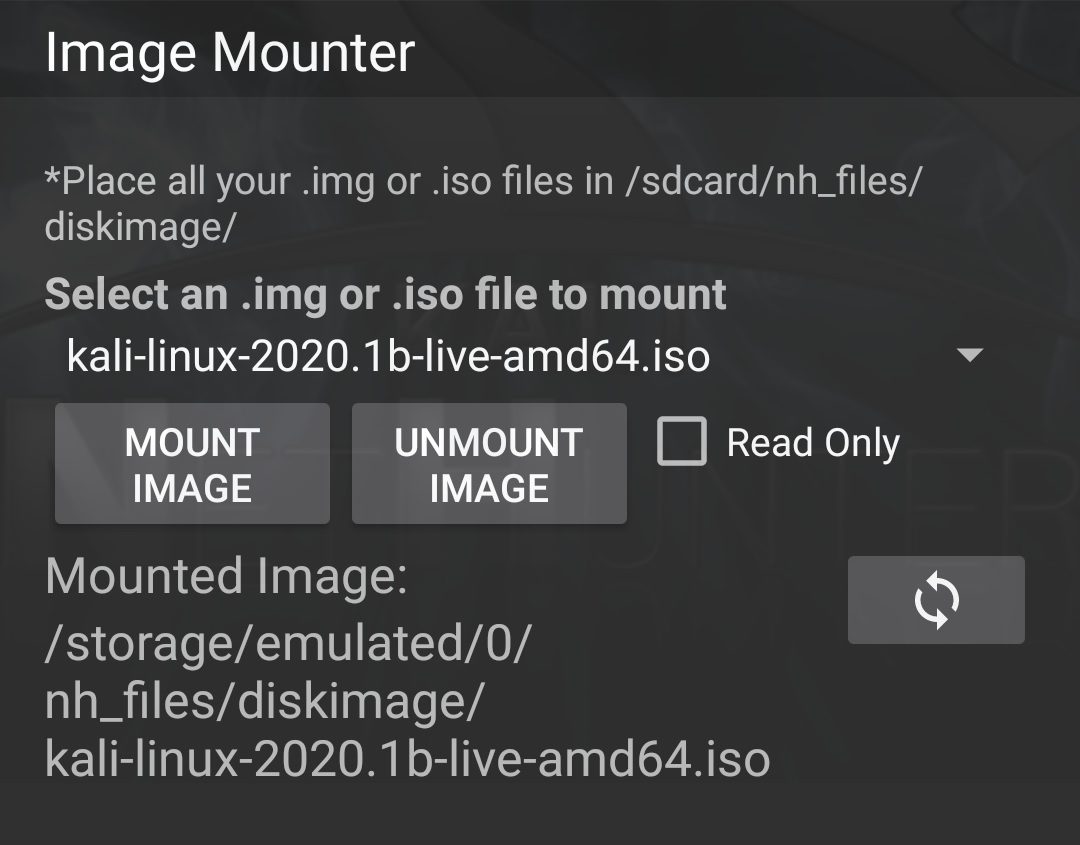 Image Mounter
*Place all your .img or .iso files in /sdcard/nh_files/
diskimage/
Select an .img or .iso file to mount
kali-linux-2020.1b-live-amd64.iso
MOUNT
IMAGE
UNMOUNT
IMAGE
Read Only
Mounted Image:
/storage/emulated/0/
nh_files/diskimage/
kali-linux-2020.1b-live-amd64.iso